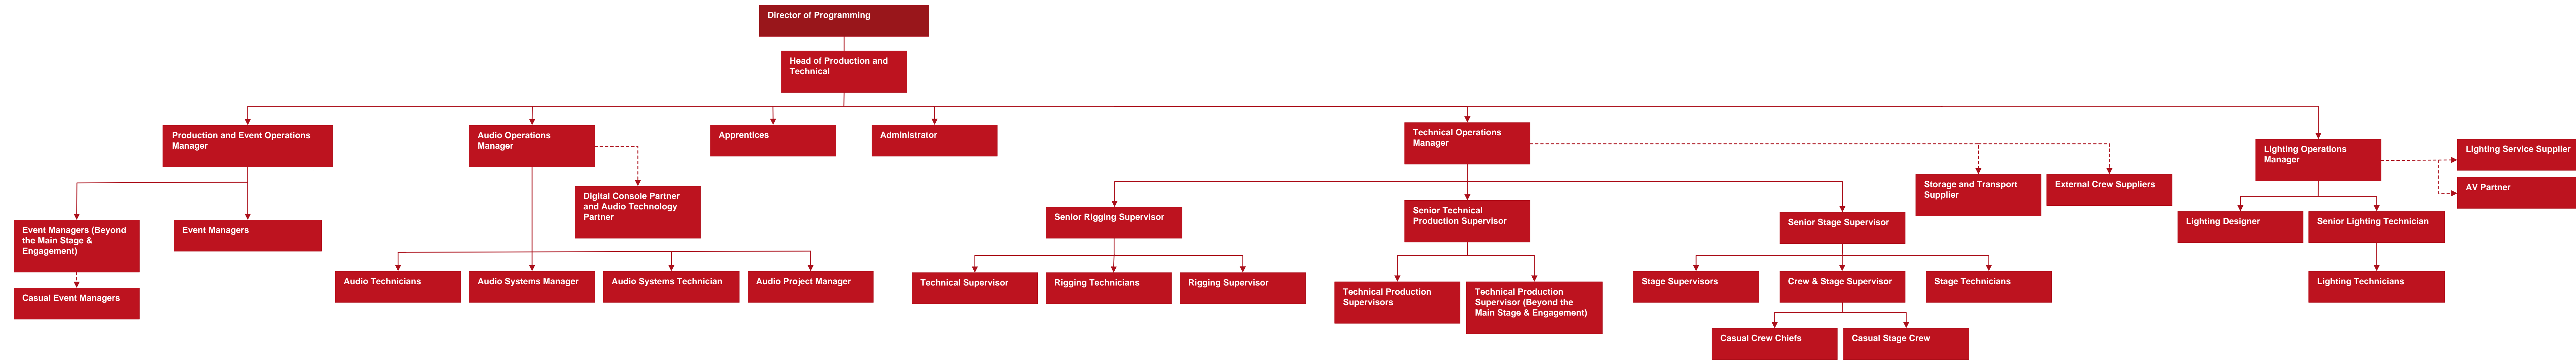 Director of Programming
Head of Production and
Technical
Production and Event Operations
Manager
Audio Operations
Manager
Apprentices
Administrator
Technical Operations
Manager
Lighting Operations
Manager
Lighting Service Supplier
AV Partner
Digital Console Partner
and Audio Technology
Partner
Storage and Transport
Supplier
External Crew Suppliers
Event Managers (Beyond
the Main Stage &
Engagement)
Event Managers
Senior Rigging Supervisor
Senior Technical
Production Supervisor
Senior Stage Supervisor
Lighting Designer
Senior Lighting Technician
Casual Event Managers
Audio Technicians
Audio Systems Manager
Audio Systems Technician
Audio Project Manager
Technical Supervisor
Rigging Technicians
Rigging Supervisor
Technical Production
Supervisors
Technical Production
Supervisor (Beyond the
Main Stage & Engagement)
Stage Supervisors
Crew & Stage Supervisor
Stage Technicians
Lighting Technicians
Casual Crew Chiefs
Casual Stage Crew